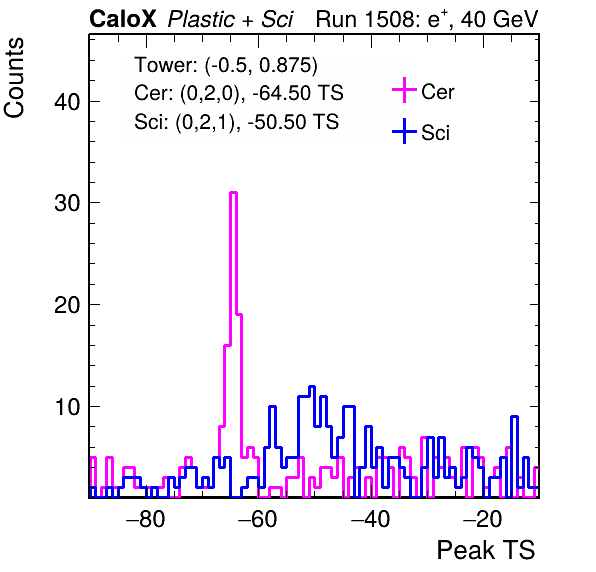 CaloX Plastic + Sci Run 1508: e+, 40 GeV
Counts
Tower: (-0.5, 0.875)
Cer: (0,2,0), -64.50 TS
Sci: (0,2,1), -50.50 TS
Cer
Sci
40
30
20
10
−80 −60 −40 −20
Peak TS